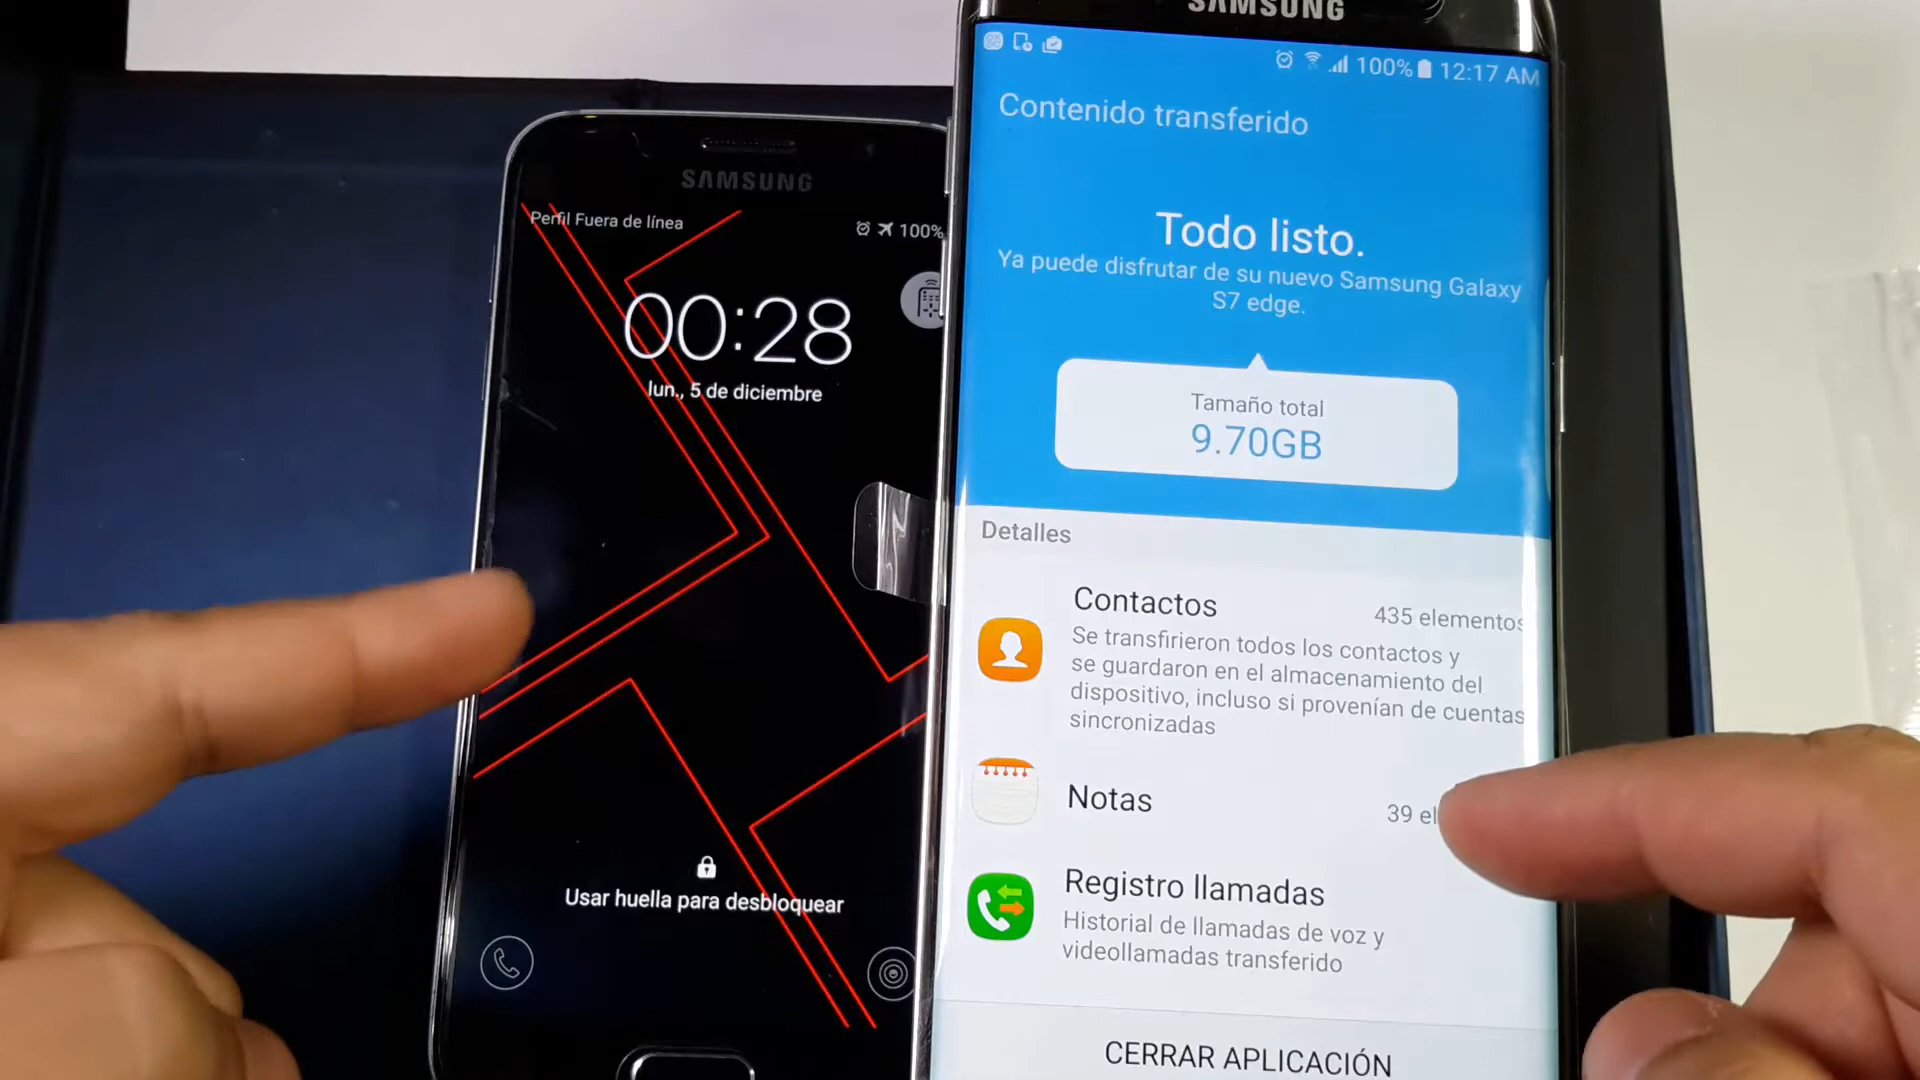 SAMSUNG
Perfil Fuera de línea
100%
00:28
lun., 5 de diciembre
Usar huella para desbloquear
SAMSUNG
100% 12:17 AM
Contenido transferido
Todo listo.
Ya puede disfrutar de su nuevo Samsung Galaxy
S7 edge.
Tamaño total
9.70GB
Detalles
Contactos
435 elementos
Se transfirieron todos los contactos y
se guardaron en el almacenamiento del
dispositivo, incluso si provenían de cuentas
sincronizadas
Notas
39 el
Registro llamadas
Historial de llamadas de voz y
videollamadas transferido
CERRAR APLICACIÓN